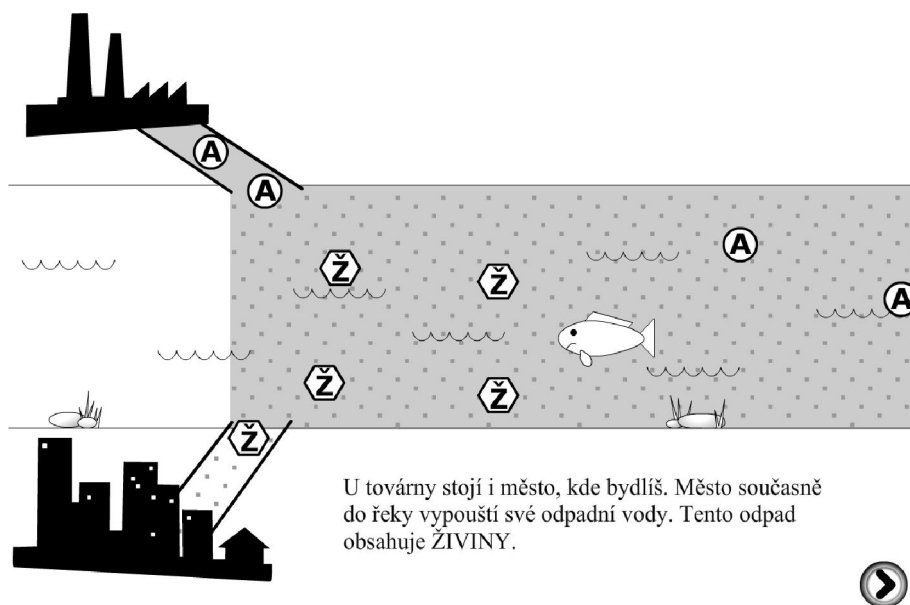 A
A
A
Ž
Ž
A
Ž
Ž
Ž
U továrny stojí i město, kde bydlíš. Město současně
do řeky vypouští své odpadní vody. Tento odpad
obsahuje ŽIVINY.